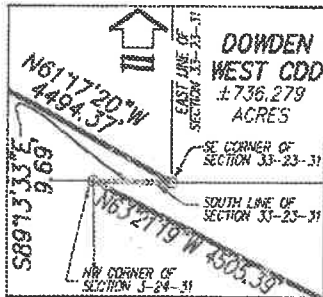 DOWDEN
WEST CDD
±736.279
ACRES
EAST LINE OF
SECTION 33-23-31
N61°17'20"W
4494.37'
S89°13'33"E,
9.69'
SE CORNER OF
SECTION 33-23-31
SOUTH LINE OF
SECTION 33-23-31
N63°21'19"W 4505.39'
NW CORNER OF
SECTION 3-24-31